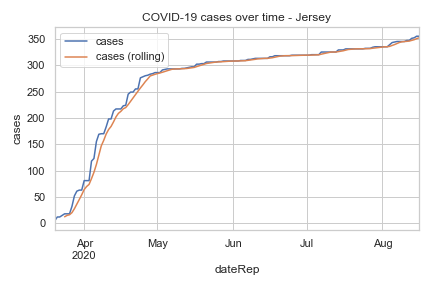 COVID-19 cases over time - Jersey
cases
cases (rolling)
350
300
250
200
150
100
50
0
cases
Apr May Jun Jul Aug
2020
dateRep